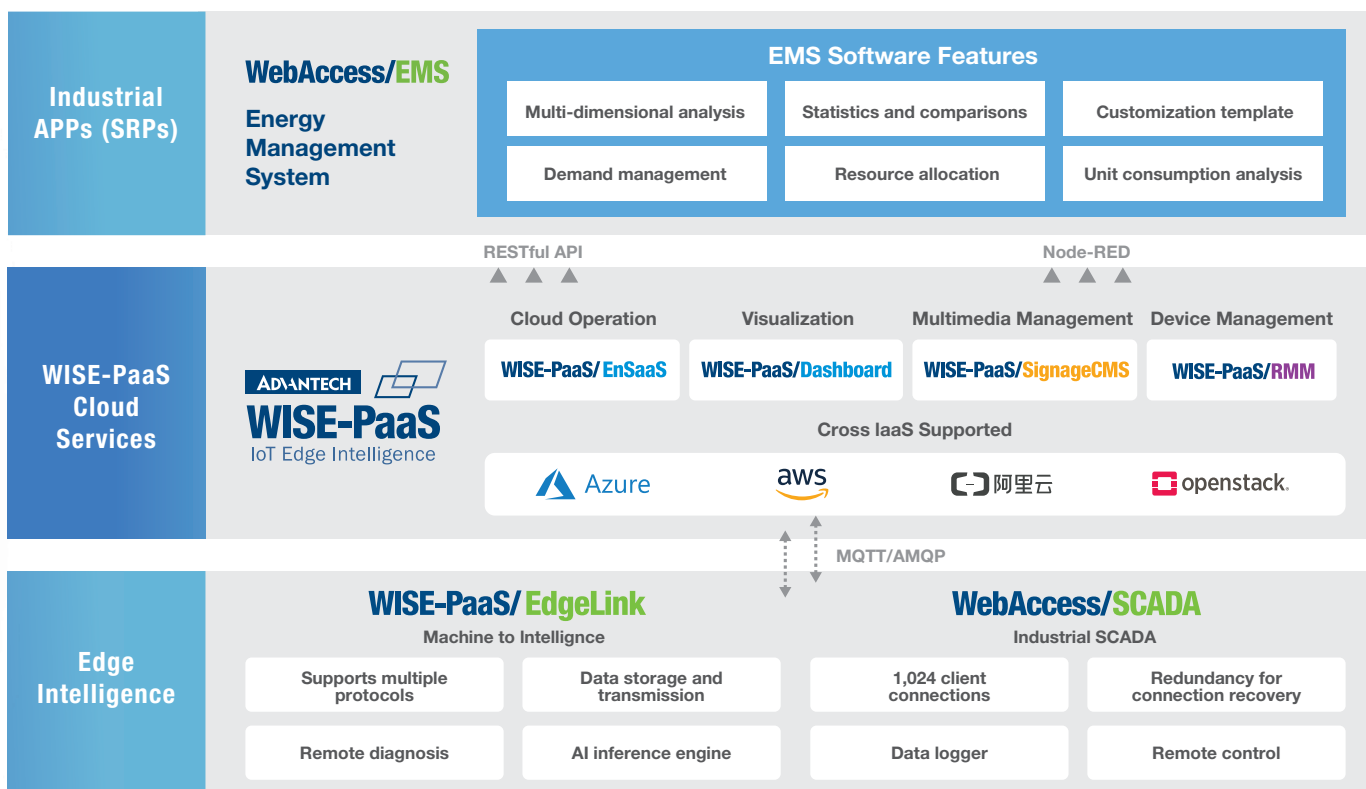 Industrial
APPs (SRPs)
WebAccess/EMS
Energy
Management
System
EMS Software Features
Multi-dimensional analysis
Statistics and comparisons
Customization template
Demand management
Resource allocation
Unit consumption analysis
RESTful API
Node-RED
WISE-PaaS
Cloud
Services
ADVANTECH
WISE-PaaS
IoT Edge Intelligence
Cloud Operation
Visualization
Multimedia Management
Device Management
WISE-PaaS/EnSaaS
WISE-PaaS/Dashboard
WISE-PaaS/SignageCMS
WISE-PaaS/RMM
Cross IaaS Supported
Azure
aws
阿里云
openstack.
MQTT/AMQP
Edge
Intelligence
WISE-PaaS/EdgeLink
Machine to Intellignce
Supports multiple
protocols
Data storage and
transmission
Remote diagnosis
AI inference engine
WebAccess/SCADA
Industrial SCADA
1,024 client
connections
Redundancy for
connection recovery
Data logger
Remote control